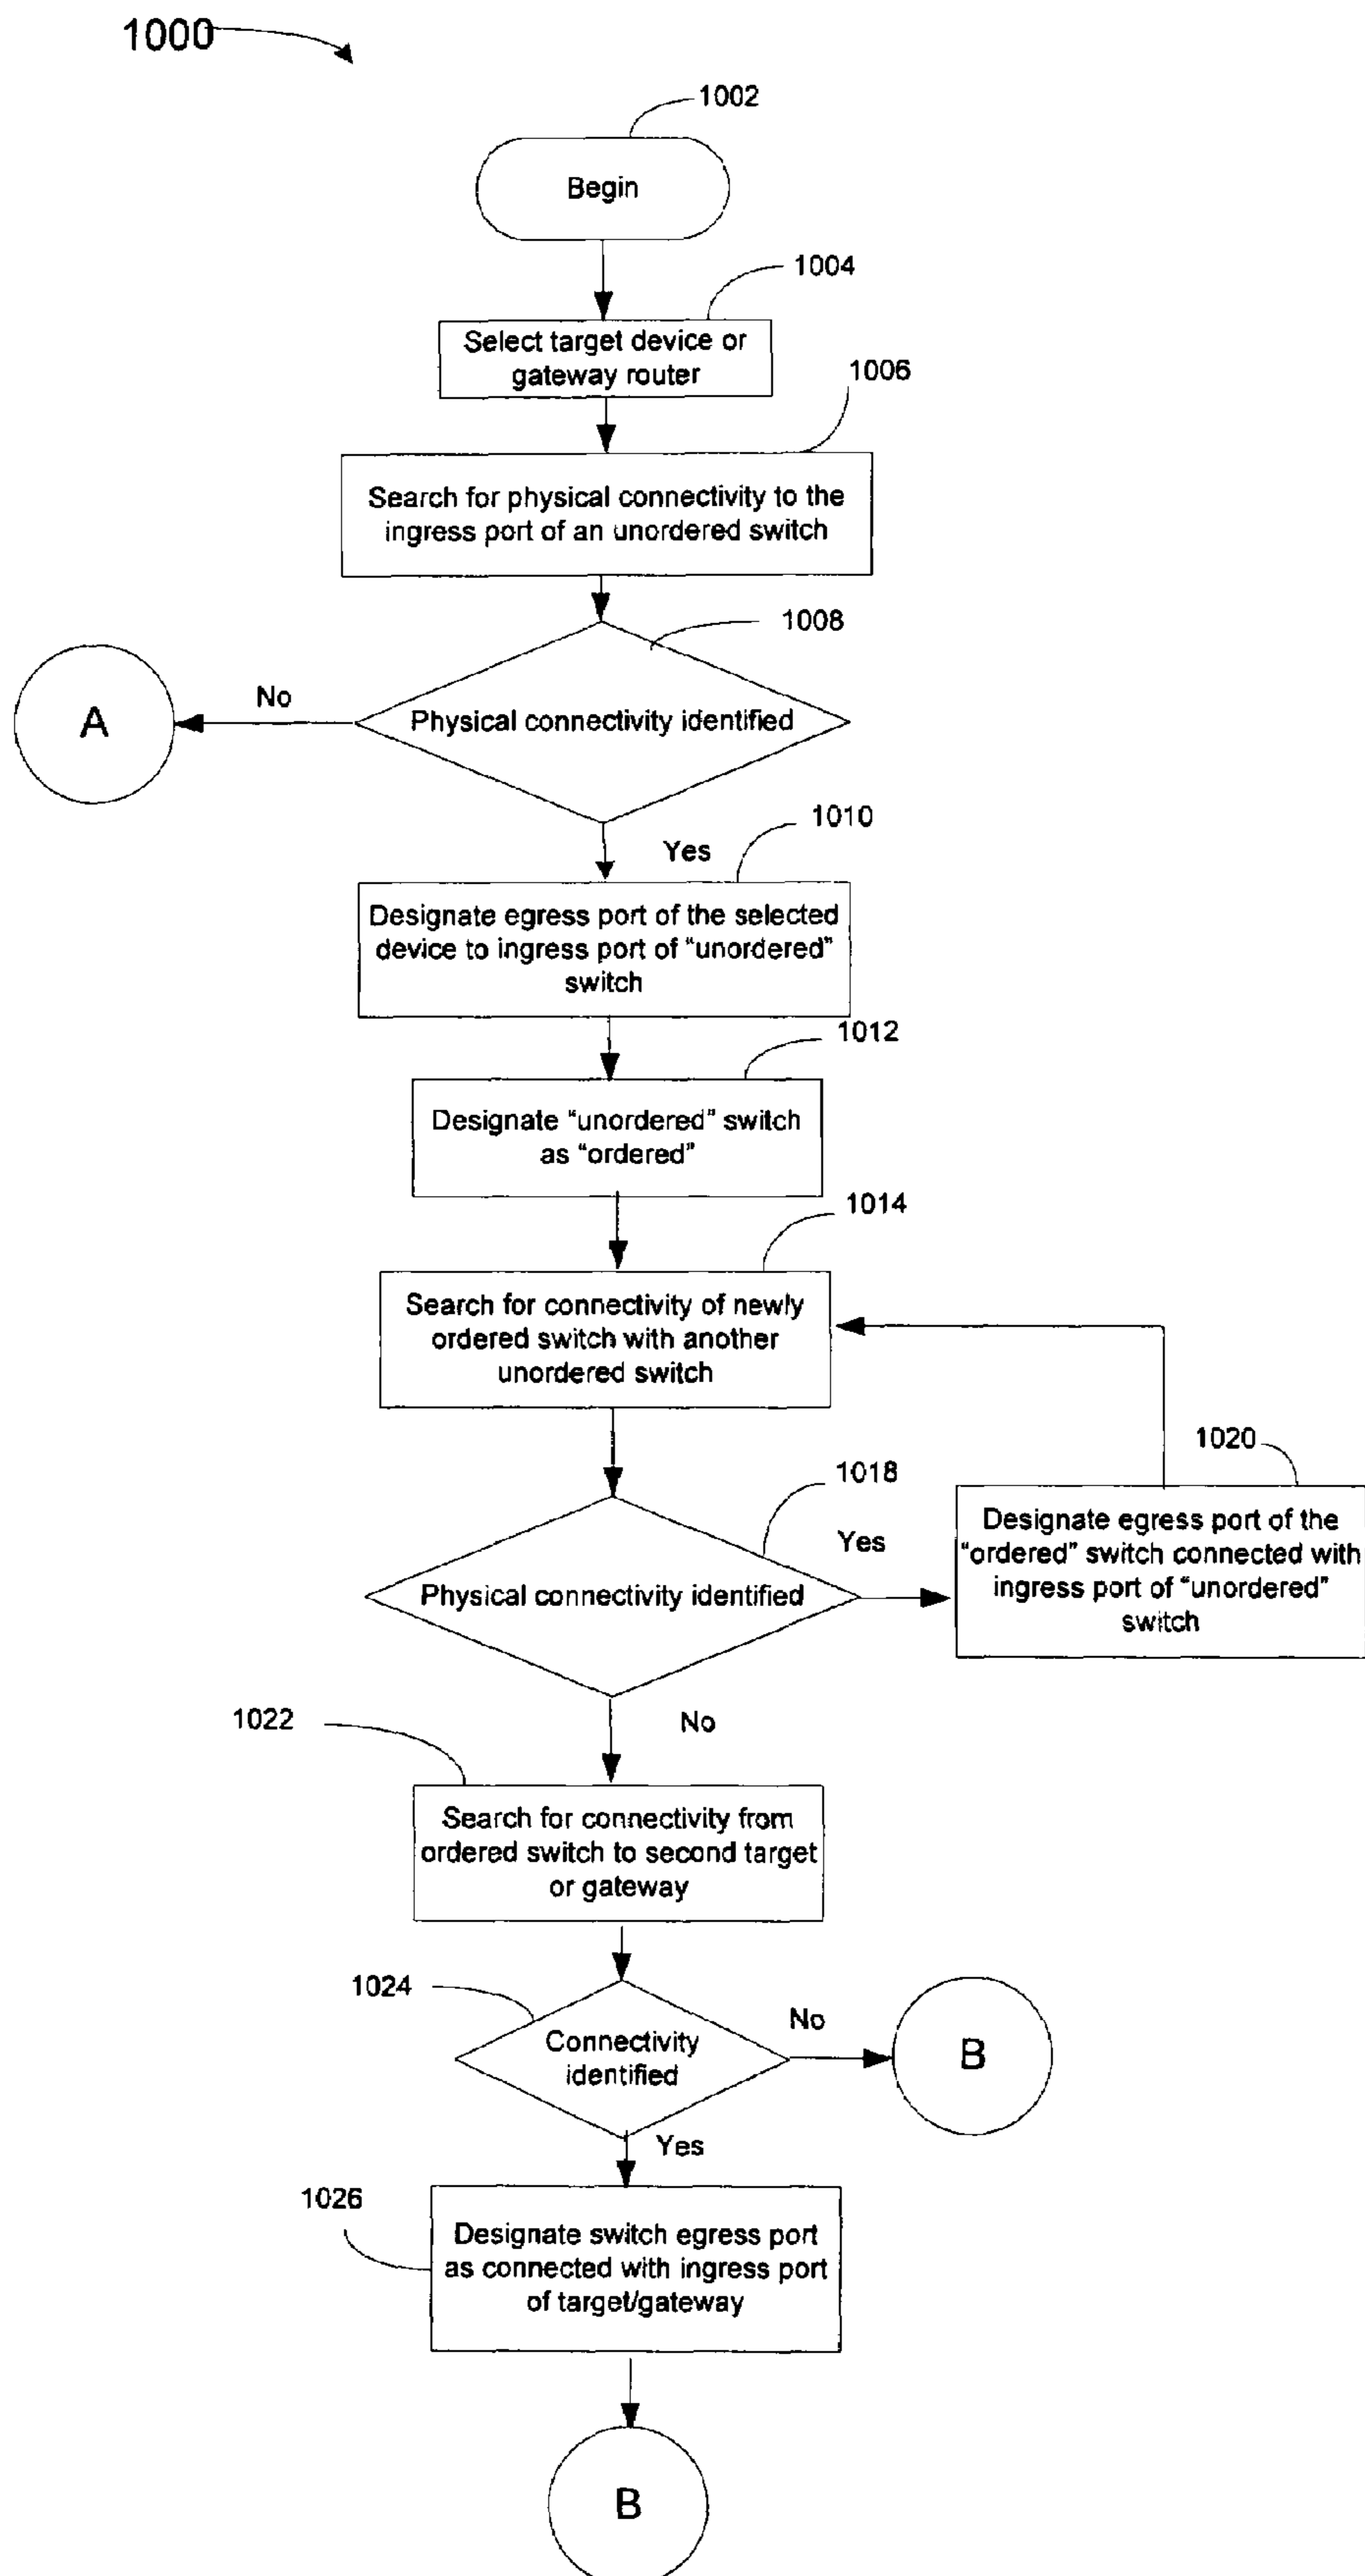 1000
1002
Begin
1004
Select target device or
gateway router
1006
Search for physical connectivity to the
ingress port of an unordered switch
1008
A
No
Physical connectivity identified
1010
Yes
Designate egress port of the selected
device to ingress port of “unordered”
switch
1012
Designate “unordered” switch
as “ordered”
1014
Search for connectivity of newly
ordered switch with another
unordered switch
1018
1020
Physical connectivity identified
Yes
Designate egress port of the
“ordered” switch connected with
ingress port of “unordered”
switch
No
1022
Search for connectivity from
ordered switch to second target
or gateway
1024
Connectivity
identified
No
B
Yes
1026
Designate switch egress port
as connected with ingress port
of target/gateway
B